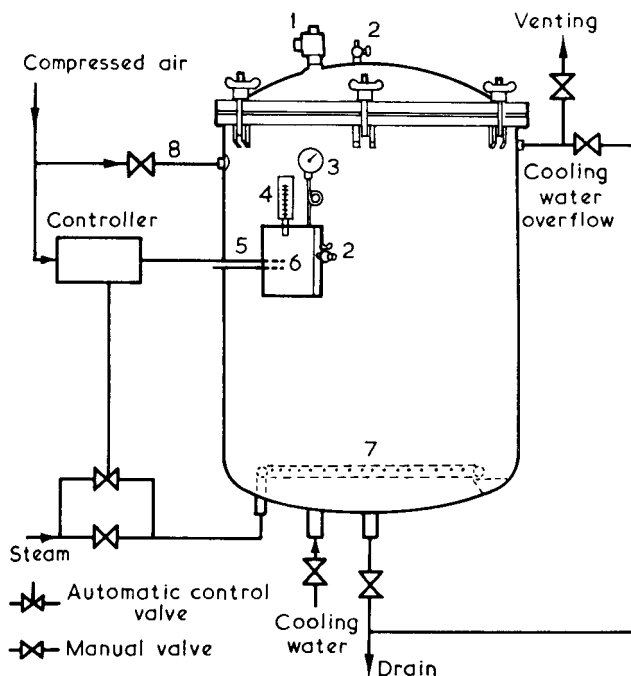 1
2
Venting
Compressed air
8
3
4
Cooling
water
overflow
Controller
5
6
2
7
Steam
Automatic control
valve
Cooling
water
Manual valve
Drain